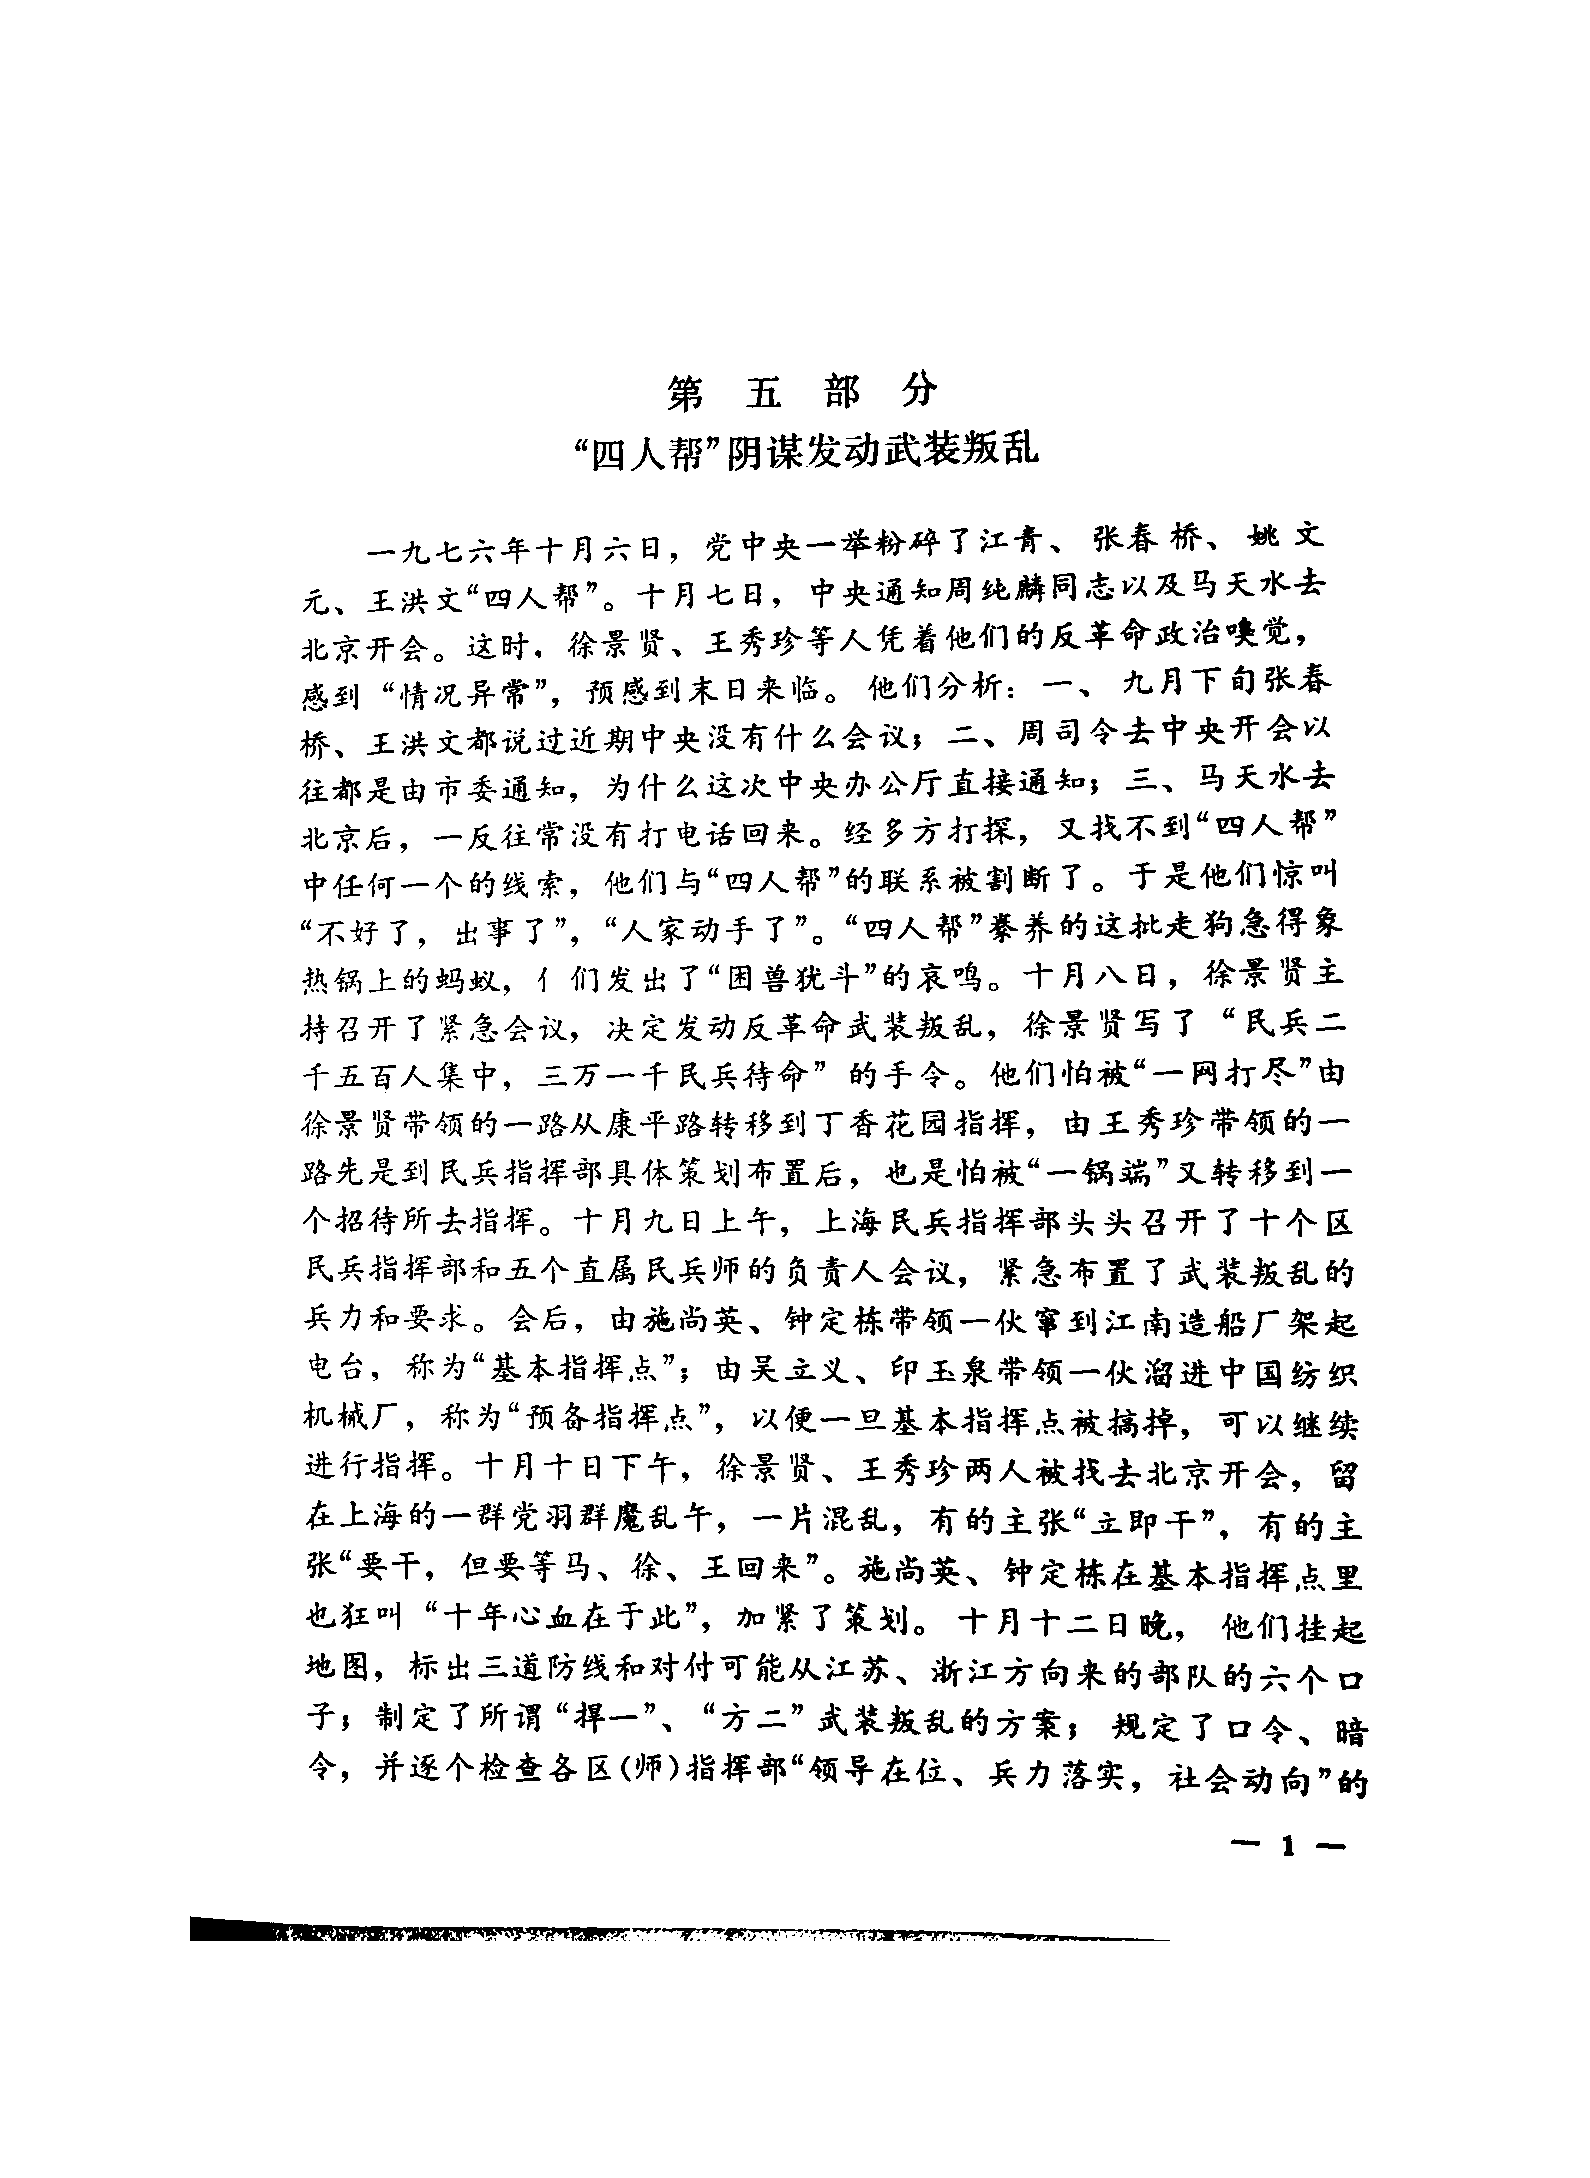 第五部分
“四人帮”阴谋发动武装叛乱
一九七六年十月六日，党中央一举粉碎了江青、张春桥、姚文
元、王洪文“四人帮”。十月七日，中央通知周纯麟同志以及马天水去
北京开会。这时，徐景贤、王秀珍等人凭着他们的反革命政治嗅觉，
感到“情况异常”，预感到末日来临。他们分析：一、九月下旬张春
桥、王洪文都说过近期中央没有什么会议；二、周司令去中央开会以
往都是由市委通知，为什么这次中央办公厅直接通知；三、马天水去
北京后，一反往常没有打电话回来。经多方打探，又找不到“四人帮”
中任何一个的线索，他们与“四人帮”的联系被割断了。于是他们惊叫
“不好了，出事了”，“人家动手了”。“四人帮”豢养的这批走狗急得象
热锅上的蚂蚁，亻们发出了“困兽犹斗”的哀鸣。十月八日，徐景贤主
持召开了紧急会议，决定发动反革命武装叛乱，徐景贤写了“民兵二
千五百人集中，三万一千民兵待命”的手令。他们怕被“一网打尽”由
徐景贤带领的一路从康平路转移到丁香花园指挥，由王秀珍带领的一
路先是到民兵指挥部具体策划布置后，也是怕被“一锅端”又转移到一
个招待所去指挥。十月九日上午，上海民兵指挥部头头召开了十个区
民兵指挥部和五个直属民兵师的负责人会议，紧急布置了武装叛乱的
兵力和要求。会后，由施尚英、钟定栋带领一伙窜到江南造船厂架起
电台，称为“基本指挥点”；由吴立义、印玉泉带领一伙溜进中国纺织
机械厂，称为“预备指挥点”，以便一旦基本指挥点被搞掉，可以继续
进行指挥。十月十日下午，徐景贤、王秀珍两人被找去北京开会，留
在上海的一群党羽群魔乱午，一片混乱，有的主张“立即干”，有的主
张“要干，但要等马、徐、王回来”。施尚英、钟定栋在基本指挥点里
也狂叫“十年心血在于此”，加紧了策划。十月十二日晚，他们挂起
地图，标出三道防线和对付可能从江苏、浙江方向来的部队的六个口
子；制定了所谓“捍一”、“方二”武装叛乱的方案；规定了口令、暗
令，并逐个检查各区(师)指挥部“领导在位、兵力落实，社会动向”的
— 1 —